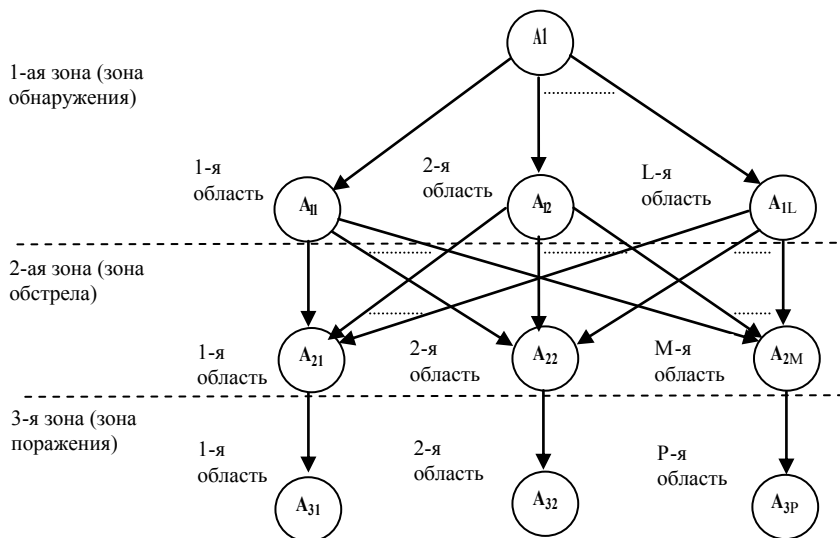 A1
1-ая зона (зона
обнаружения)
1-я
область
A11
2-я
область
A12
L-я
область
A1L
2-ая зона (зона
обстрела)
1-я
область
A21
2-я
область
A22
М-я
область
A2M
3-я зона (зона
поражения)
1-я
область
A31
2-я
область
A32
P-я
область
A3P